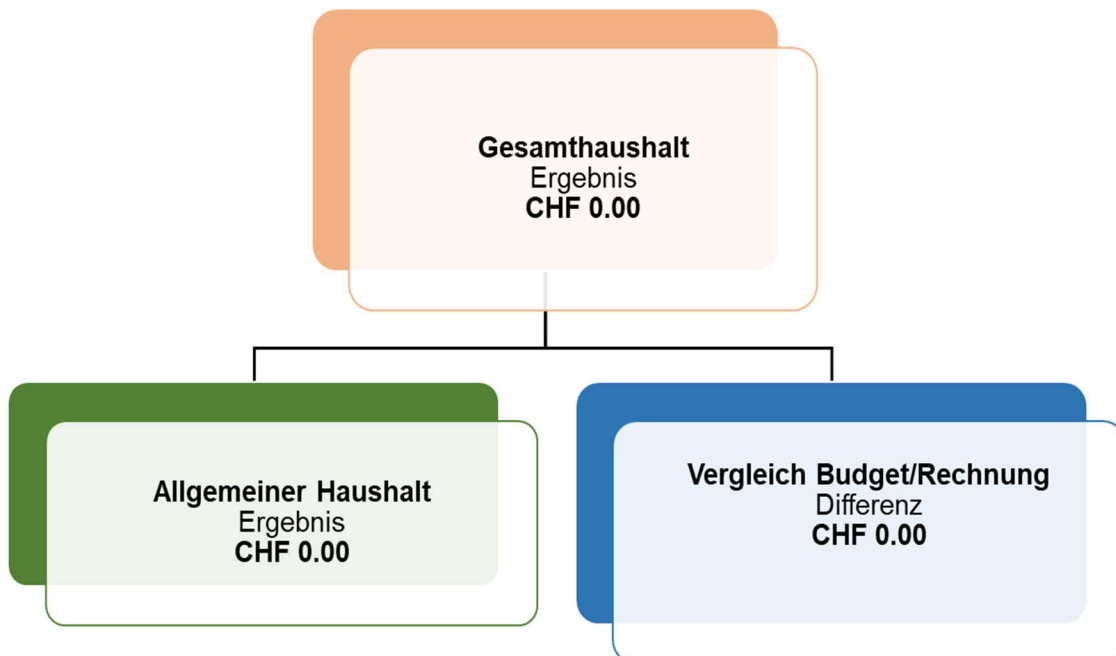 Gesamthaushalt
Ergebnis
CHF 0.00
Allgemeiner Haushalt
Ergebnis
CHF 0.00
Vergleich Budget/Rechnung
Differenz
CHF 0.00